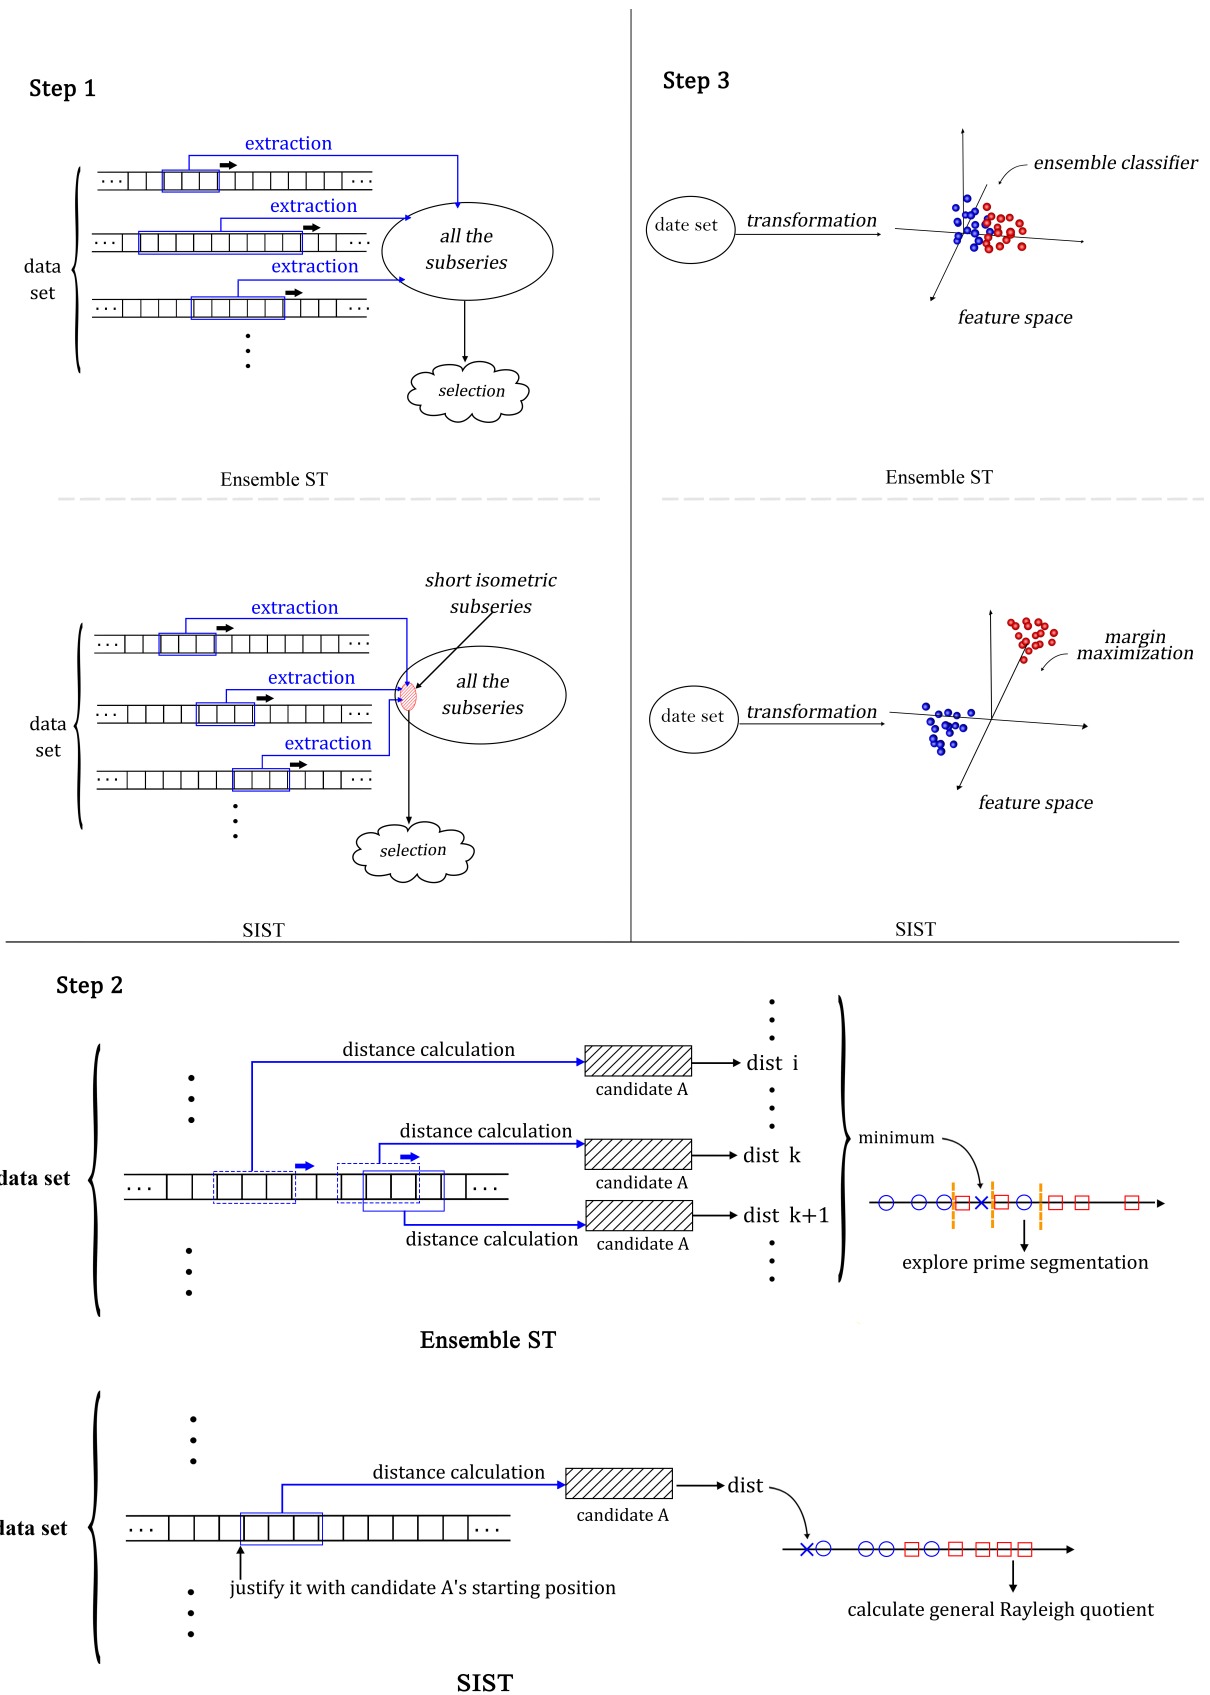 Step 1
extraction
extraction
extraction
data
set
all the
subseries
selection
Ensemble ST
short isometric
subseries
extraction
extraction
extraction
data
set
all the
subseries
selection
SIST
Step 3
ensemble classifier
date set
transformation
feature space
Ensemble ST
margin
maximization
date set
transformation
feature space
SIST
Step 2
distance calculation
candidate A
dist i
distance calculation
candidate A
dist k
data set
distance calculation
candidate A
dist k+1
minimum
explore prime segmentation
Ensemble ST
distance calculation
candidate A
dist
data set
justify it with candidate A's starting position
calculate general Rayleigh quotient
SIST